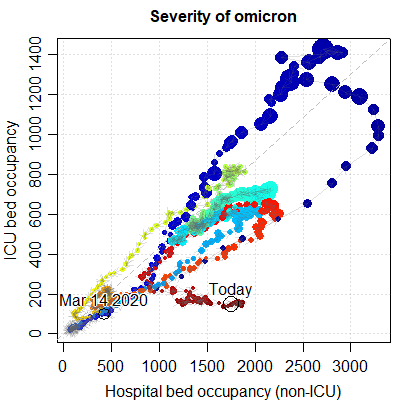 Severity of omicron
ICU bed occupancy
1400
1200
1000
800
600
400
200
0
Mar 14 2020
Today
0 500 1000 1500 2000 2500 3000
Hospital bed occupancy (non-ICU)